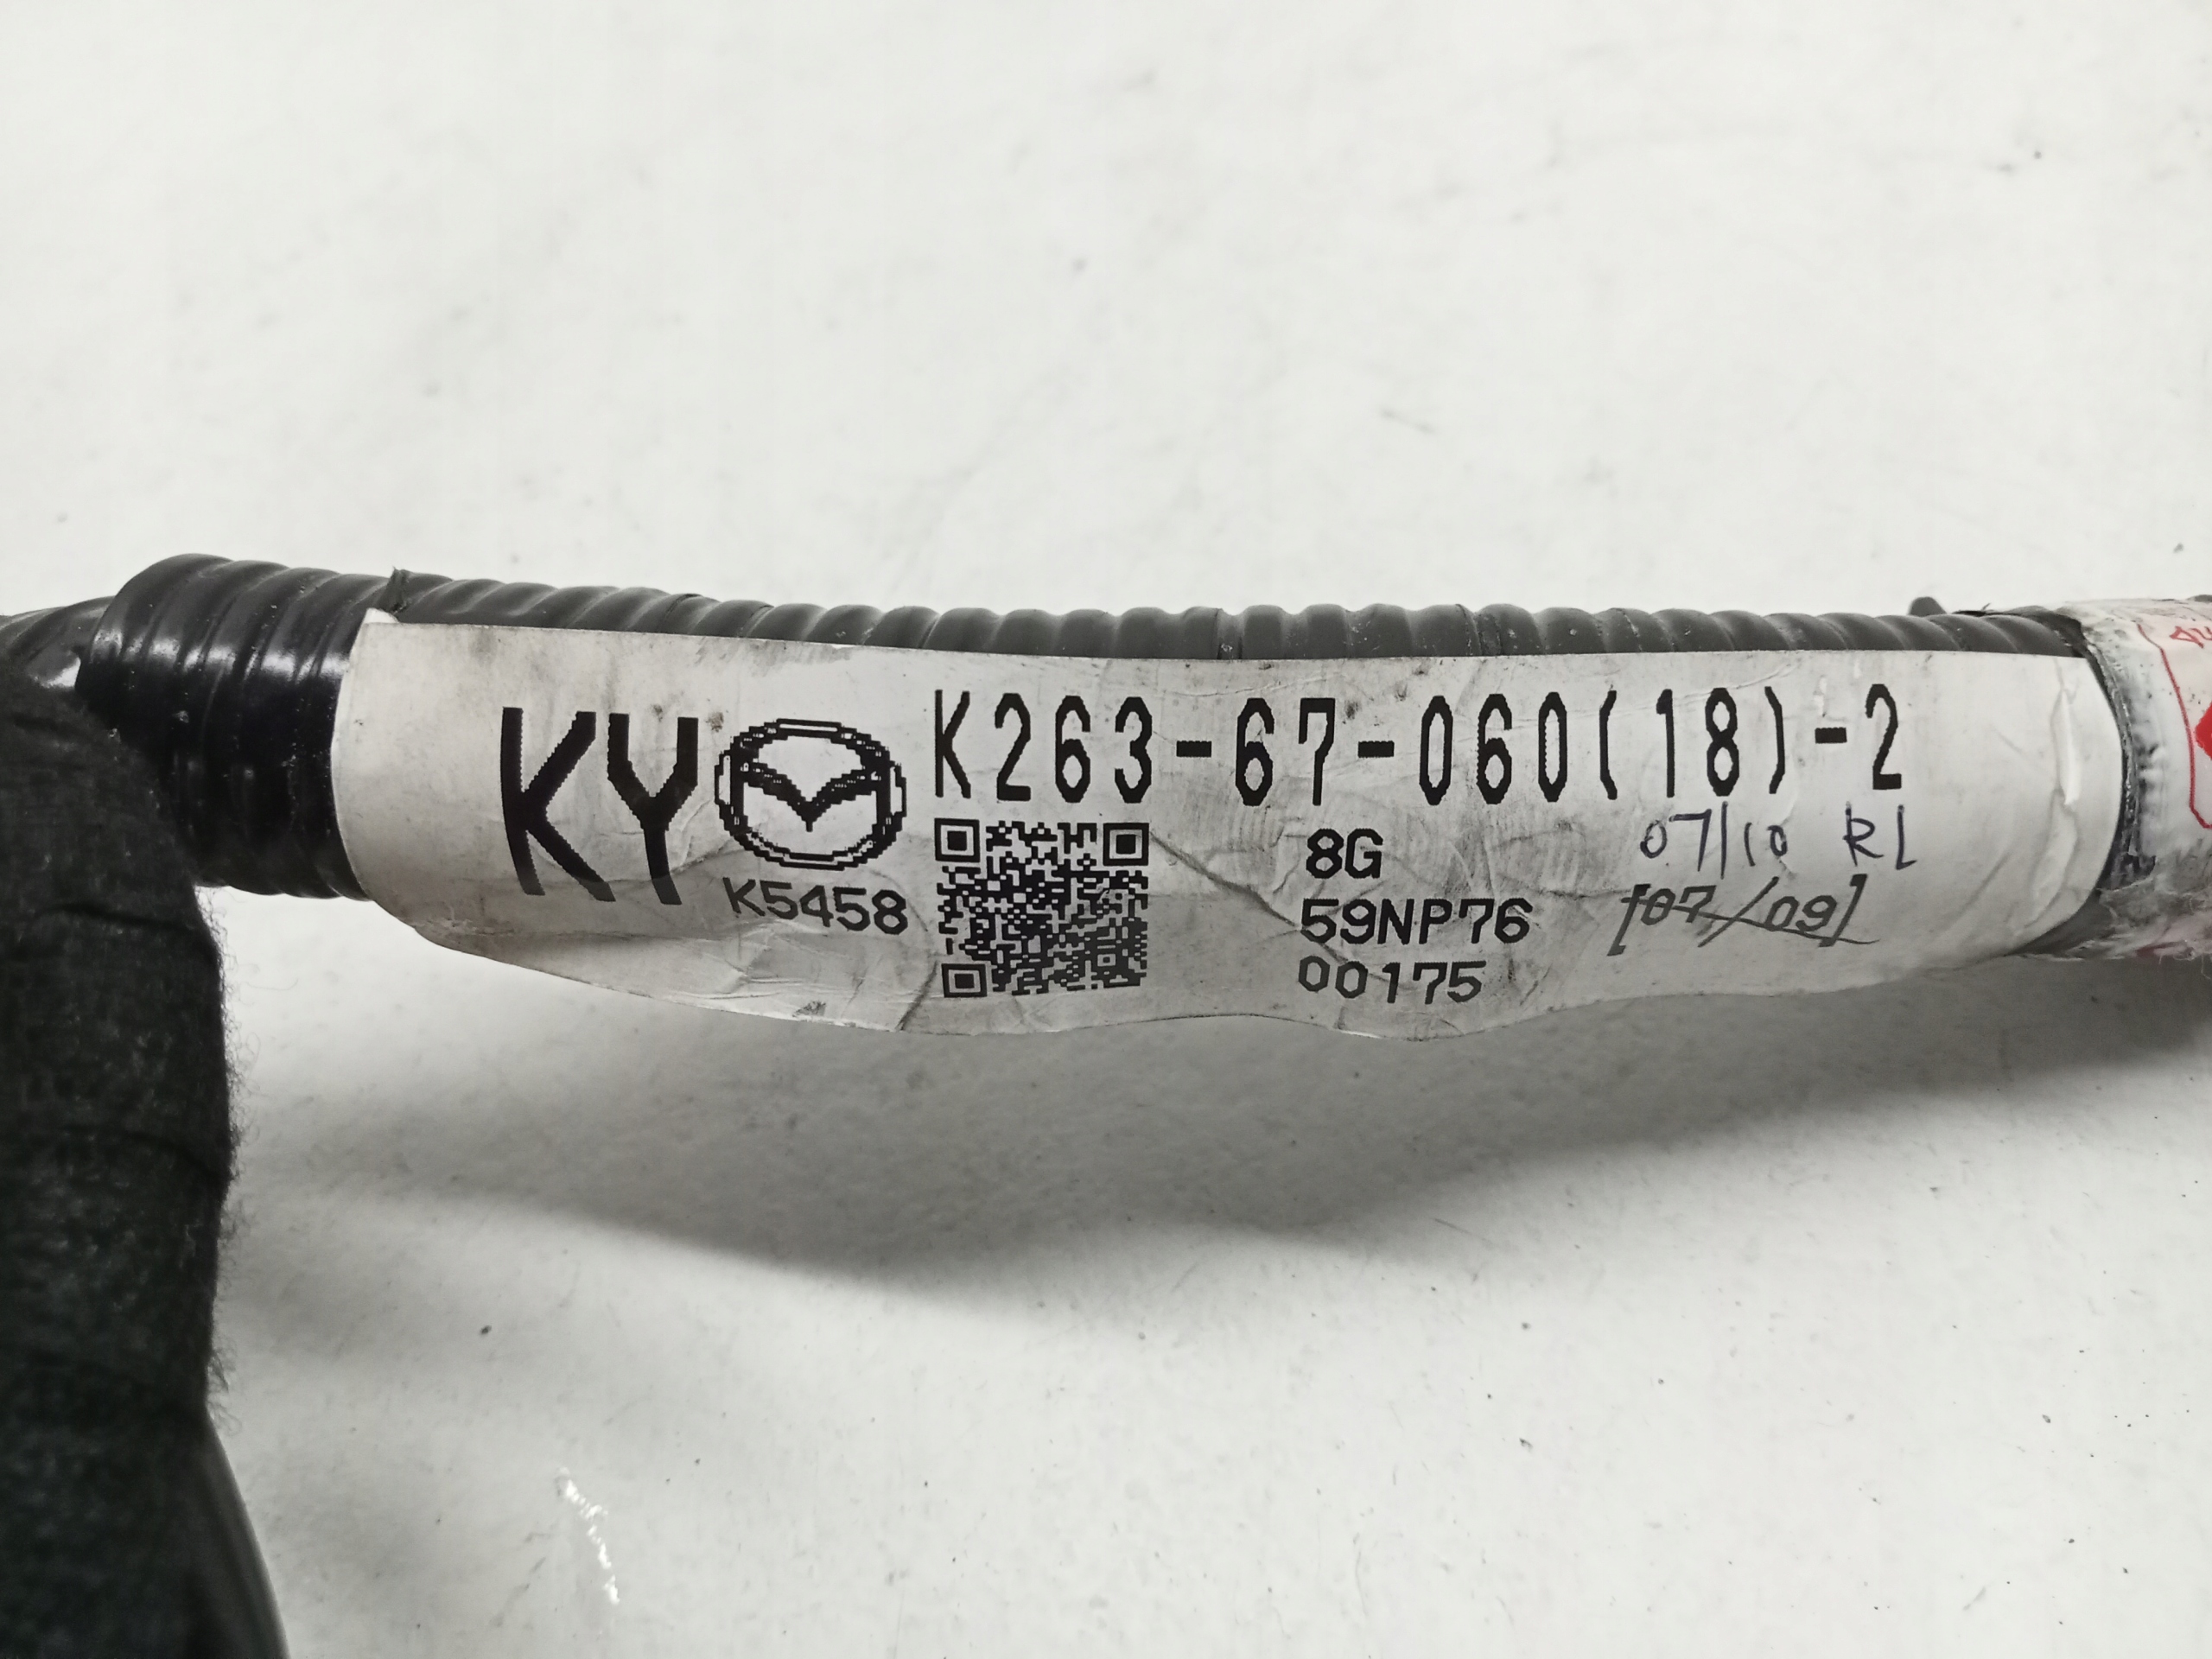 KY K263-67-060(18)-2
K5458
8G
59NP76
00175
07/10 RL
[07/09]